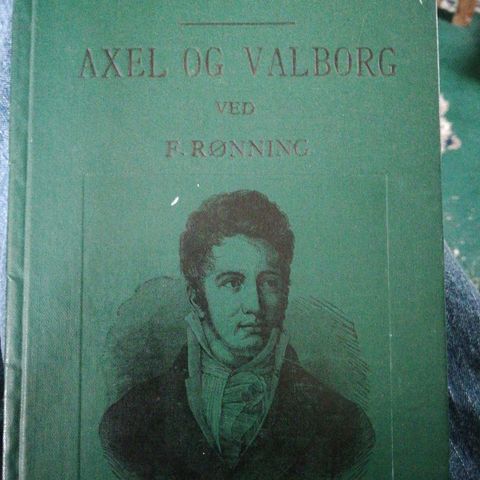 AXEL OG VALBORG
VED
F. RØNNING